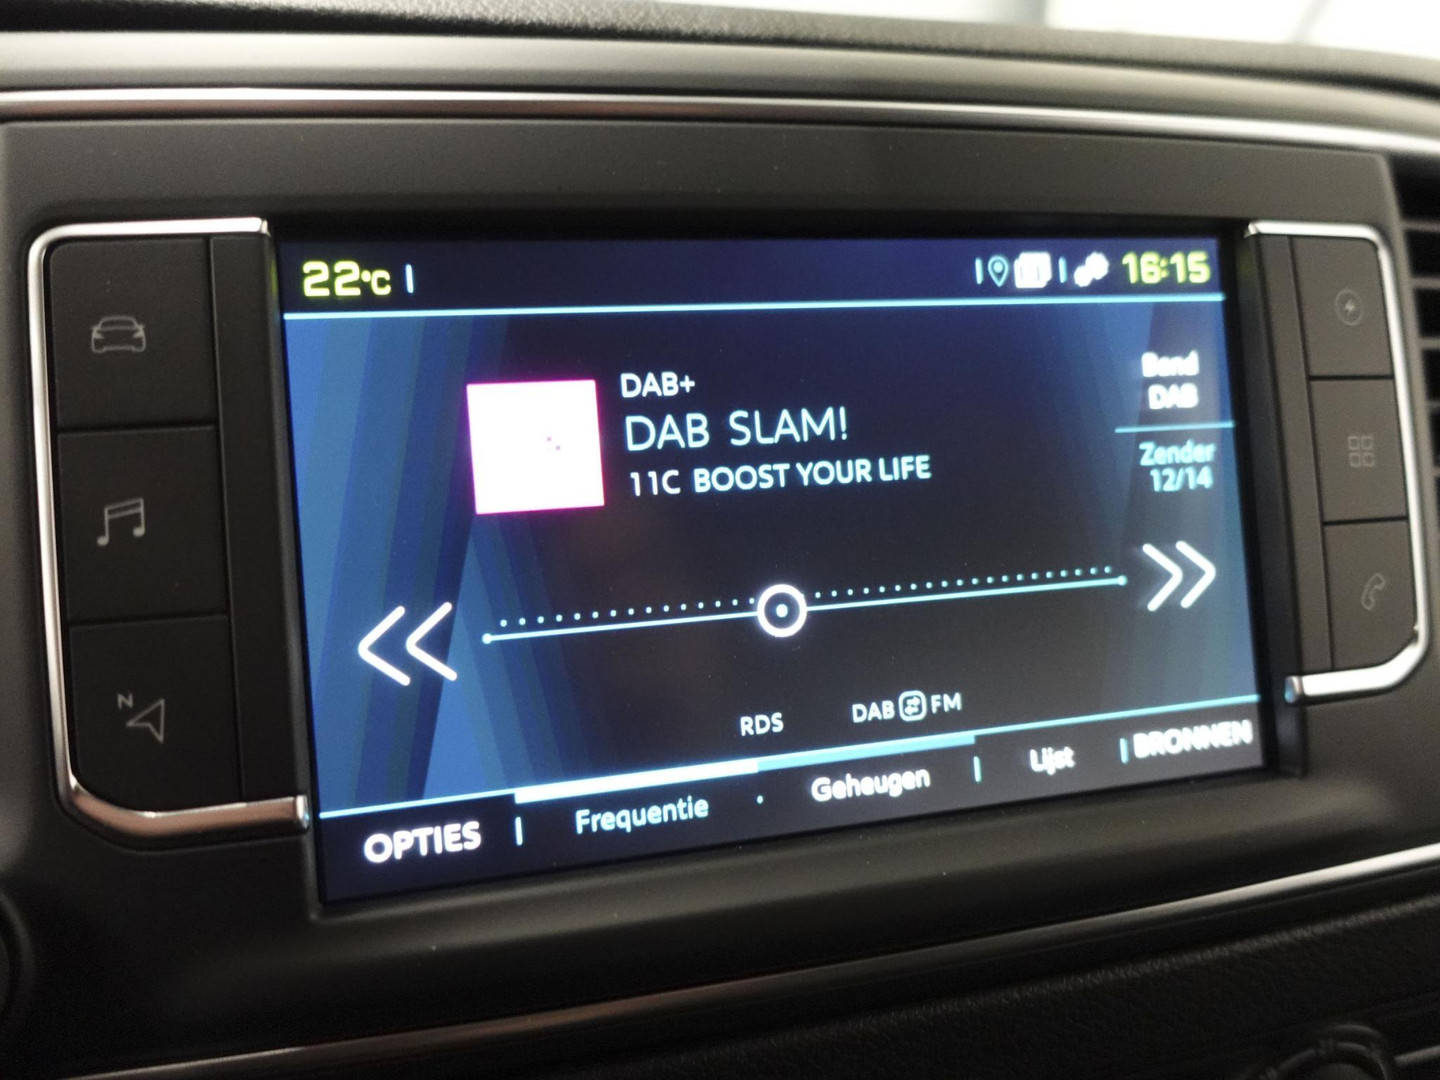 22°C
16:15
DAB+
DAB SLAM!
11C BOOST YOUR LIFE
Band
DAB
Zender
12/14
N
RDS
DAB FM
OPTIES
Frequentie
Geheugen
Lijst
BRONNEN